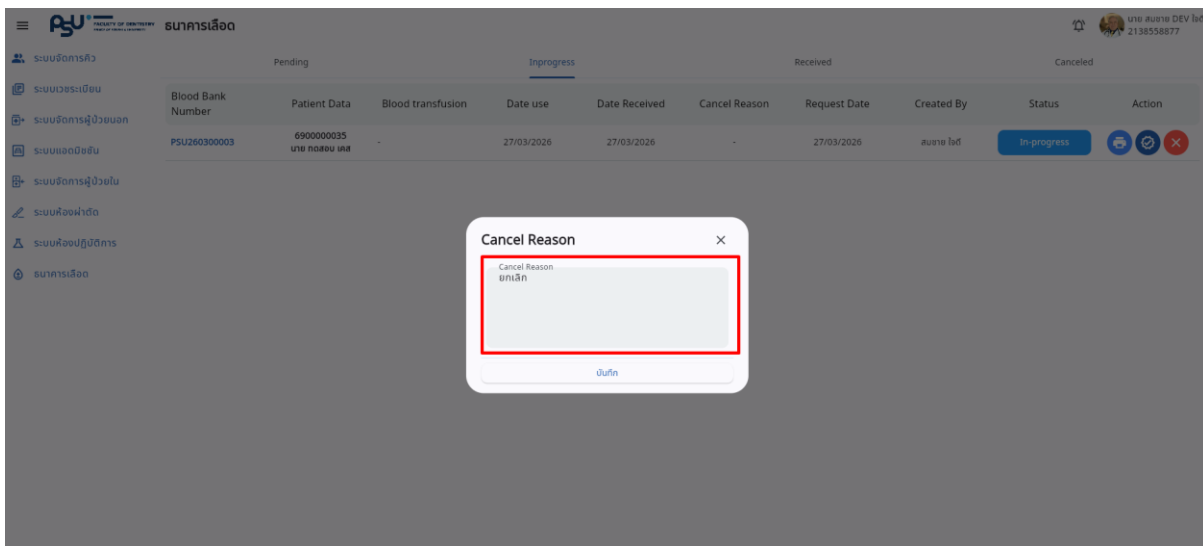 PSU FACULTY OF DENTISTRY
ธนาคารเลือด
นาย สมชาย DEV ใจดี
2138558877
ระบบจัดการคิว
ระบบเวชระเบียน
ระบบจัดการผู้ป่วยนอก
ระบบแอดมิชชัน
ระบบจัดการผู้ป่วยใน
ระบบห้องผ่าตัด
ระบบห้องปฏิบัติการ
ธนาคารเลือด
Pending Inprogress Received Canceled
Blood Bank Number Patient Data Blood transfusion Date use Date Received Cancel Reason Request Date Created By Status Action
PSU260300003 6900000035 - 27/03/2026 27/03/2026 - 27/03/2026 สมชาย ใจดี In-progress
นาย ทดสอบ เคส
Cancel Reason
Cancel Reason
ยกเลิก
บันทึก